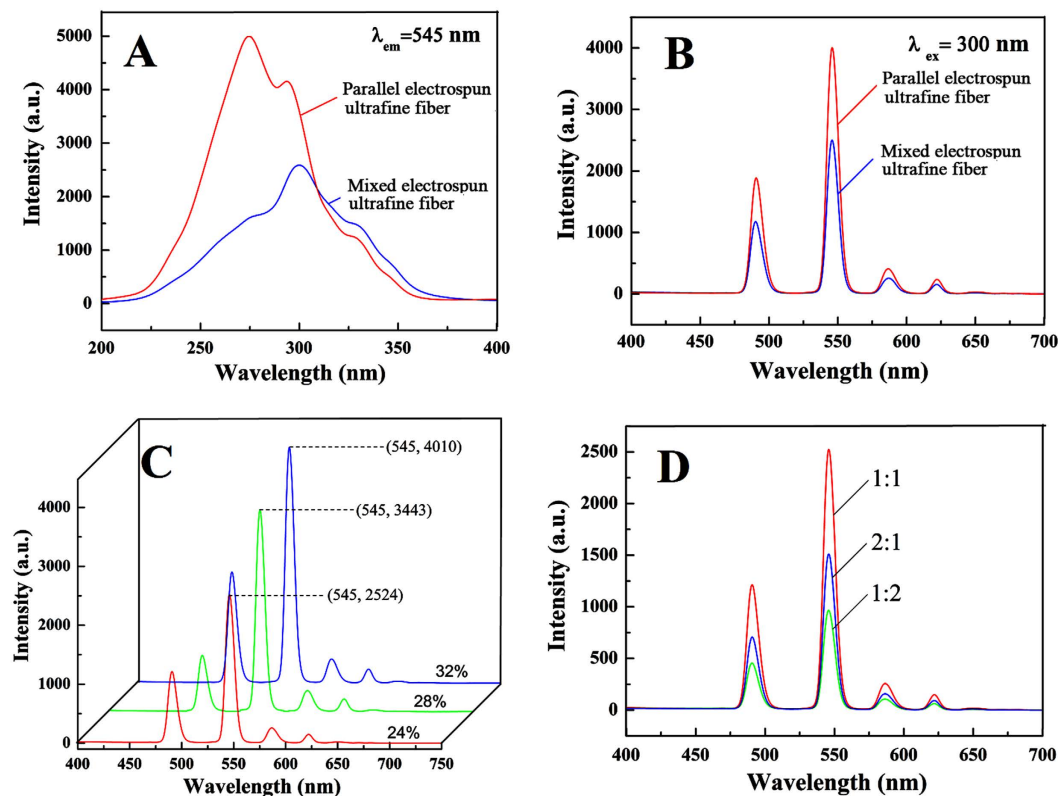 A
λem=545 nm
Parallel electrospun
ultrafine fiber
Mixed electrospun
ultrafine fiber
Intensity (a.u.)
5000
4000
3000
2000
1000
0
200
250
300
350
400
Wavelength (nm)
B
λex= 300 nm
Parallel electrospun
ultrafine fiber
Mixed electrospun
ultrafine fiber
Intensity (a.u.)
4000
3000
2000
1000
0
400
450
500
550
600
650
700
Wavelength (nm)
C
(545, 4010)
(545, 3443)
(545, 2524)
32%
28%
24%
Intensity (a.u.)
4000
3000
2000
1000
0
400
450
500
550
600
650
700
750
Wavelength (nm)
D
1:1
2:1
1:2
Intensity (a.u.)
2500
2000
1500
1000
500
0
400
450
500
550
600
650
700
Wavelength (nm)